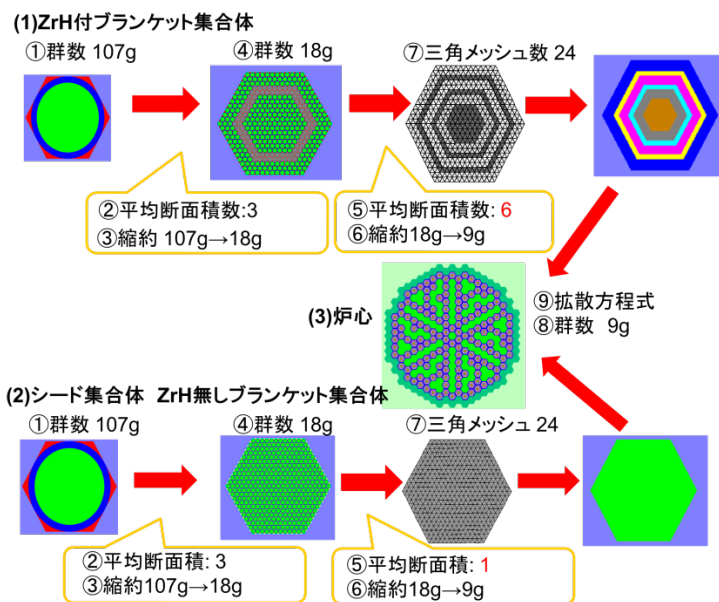 (1)ZrH付ブランケット集合体
①群数 107g
④群数 18g
⑦三角メッシュ数 24
②平均断面積数:3
③縮約 107g→18g
⑤平均断面積数: 6
⑥縮約18g→9g
(3)炉心
⑨拡散方程式
⑧群数 9g
(2)シード集合体 ZrH無しブランケット集合体
①群数 107g
④群数 18g
⑦三角メッシュ 24
②平均断面積: 3
③縮約107g→18g
⑤平均断面積: 1
⑥縮約18g→9g